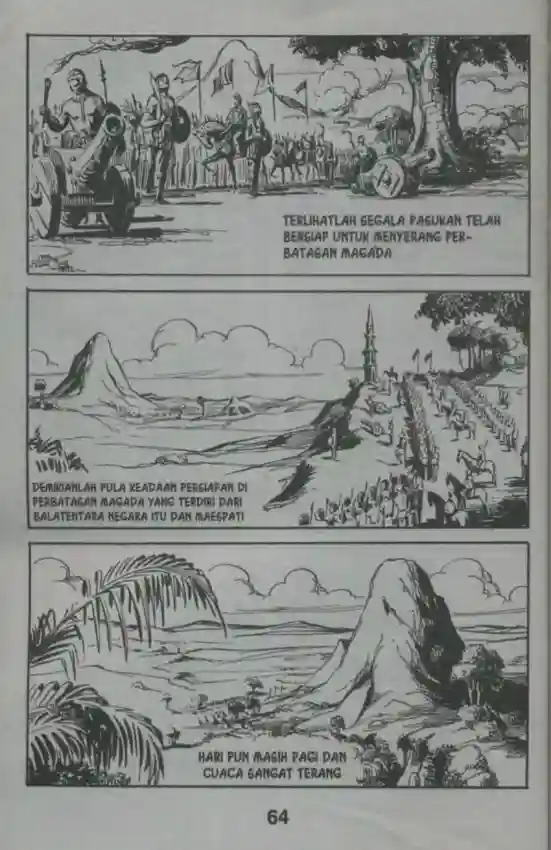 TERLIHATLAH SEGALA PASUKAN TELAH
BERSIAP UNTUK MENYERANG PER-
BATASAN MAGADA
DEMIKIANLAH PULA KEADAAN PERSIAPAN DI
PERBATASAN MAGADA YANG TERDIRI DARI
BALATENTARA NEGARA ITU DAN MAESPATI
HARI PUN MASIH PAGI DAN
CUACA SANGAT TERANG
64